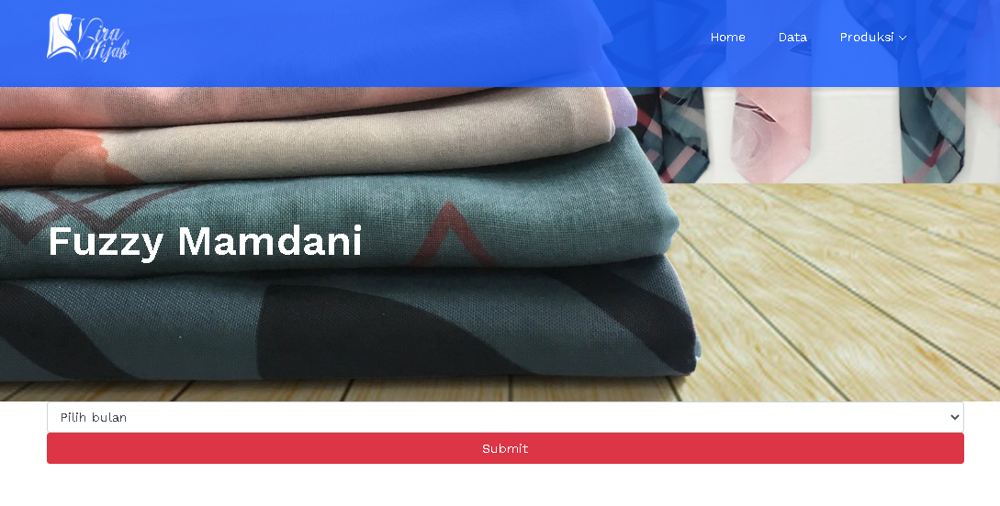 Vira
Hijab
Home Data Produksi
Fuzzy Mamdani
Pilih bulan
Submit